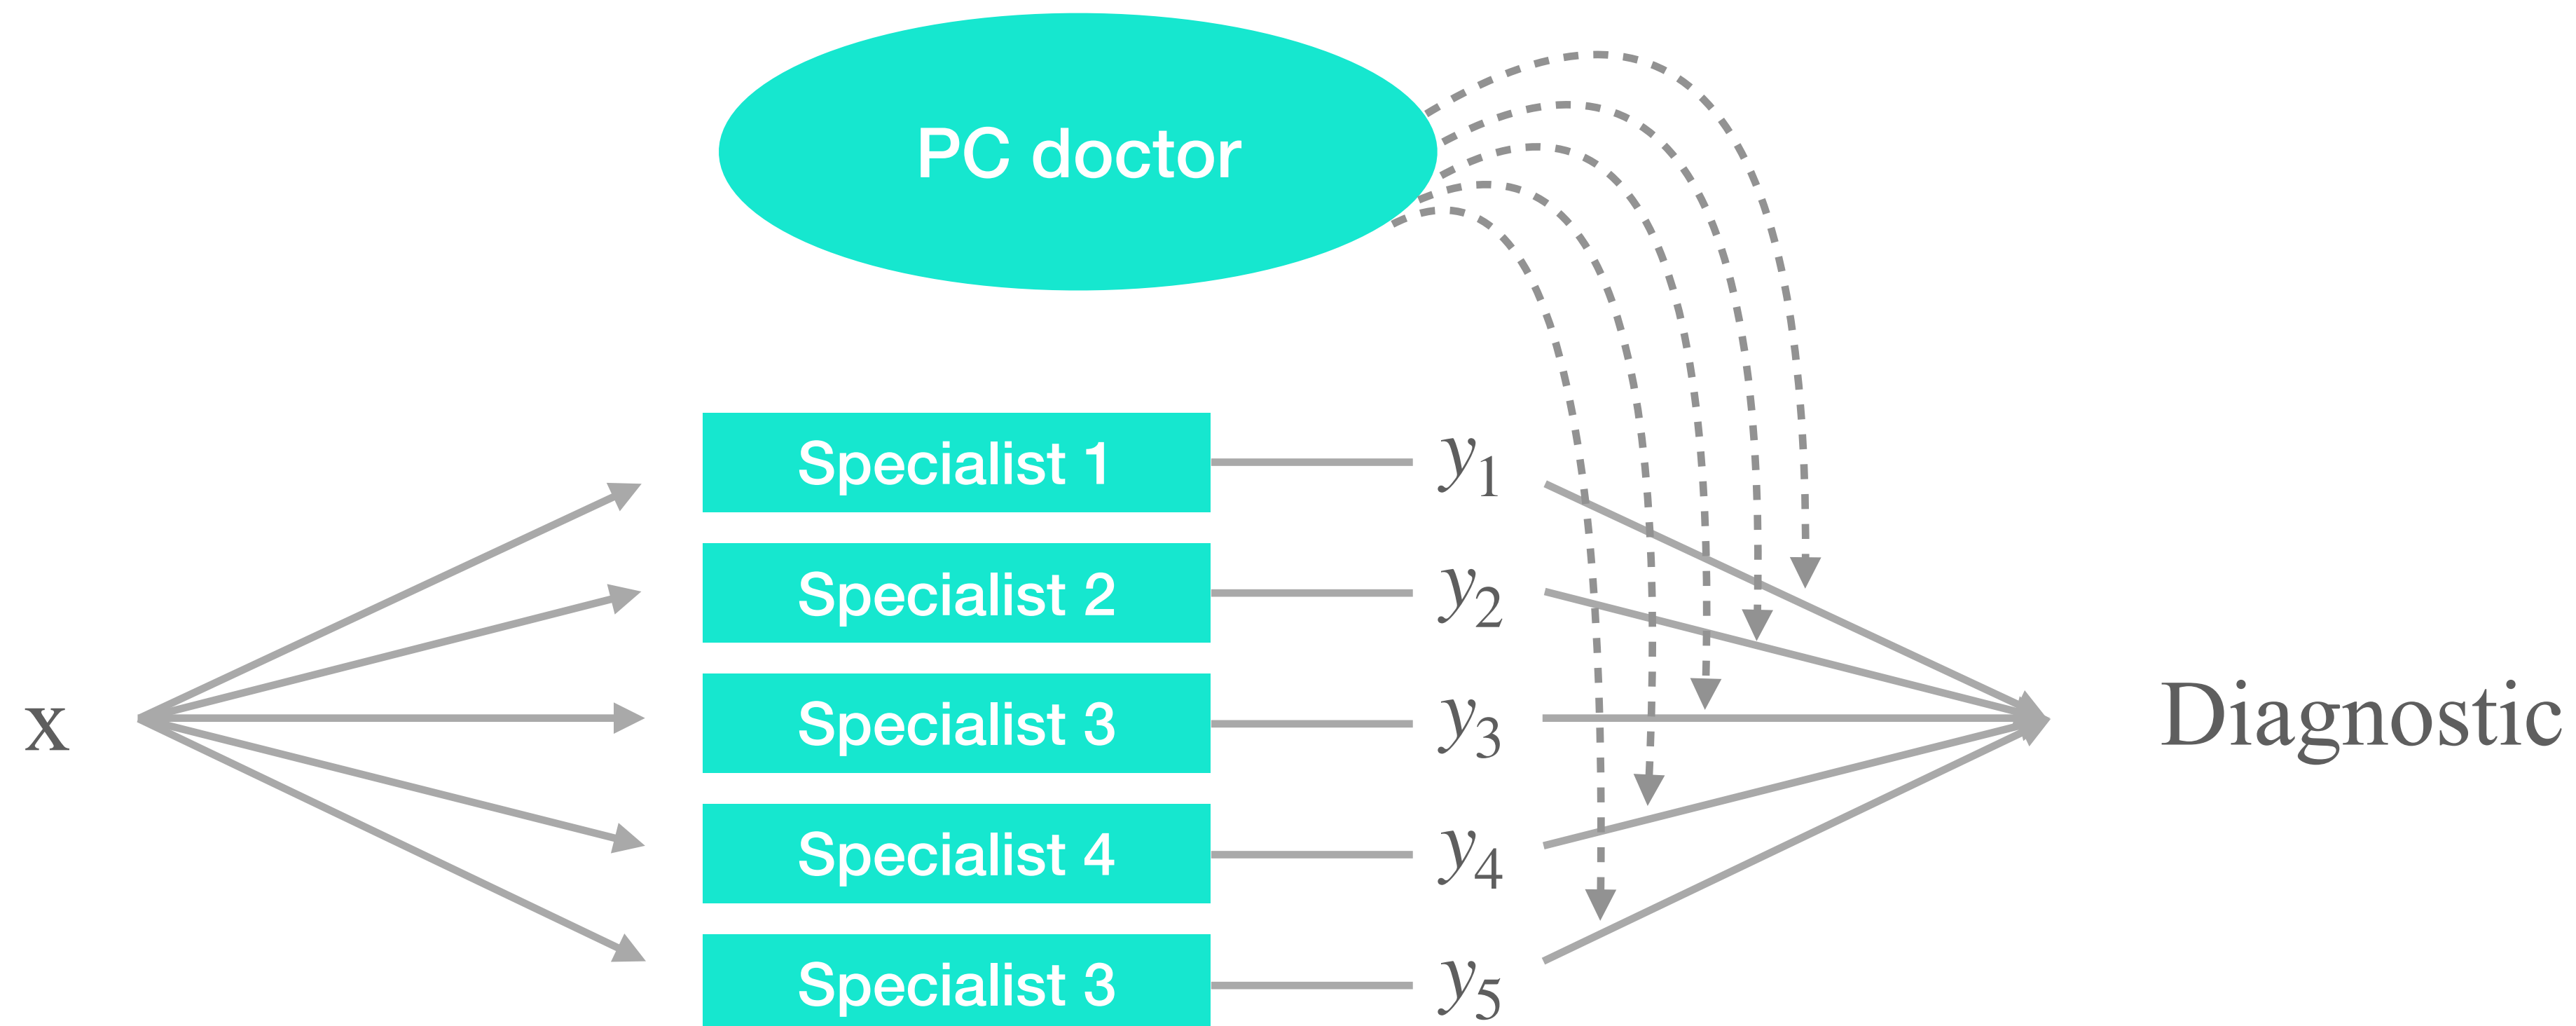 PC doctor
Specialist 1 y1
Specialist 2 y2
x Specialist 3 y3 Diagnostic
Specialist 4 y4
Specialist 3 y5